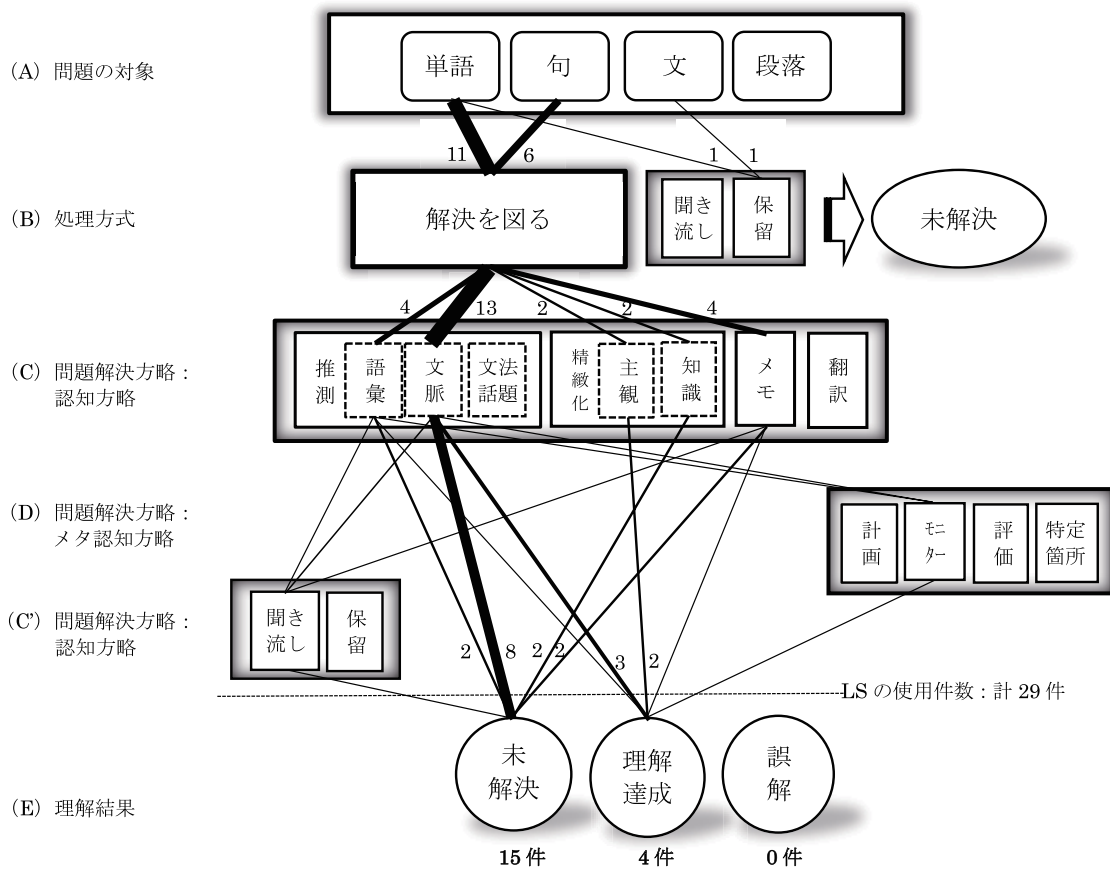 (A) 問題の対象
単語
句
文
段落
11
6
1
1
(B) 処理方式
解決を図る
聞き
流し
保
留
未解決
4
13
2
2
4
(C) 問題解決方略：
認知方略
推
測
語
彙
文
脈
文法
話題
精
緻
化
主
観
知
識
メ
モ
翻
訳
(D) 問題解決方略：
メタ認知方略
計
画
モニ
ター
評
価
特定
箇所
(C’) 問題解決方略：
認知方略
聞き
流し
保
留
2
8
2
2
3
2
LS の使用件数：計 29 件
(E) 理解結果
未
解決
理解
達成
誤
解
15 件
4 件
0 件